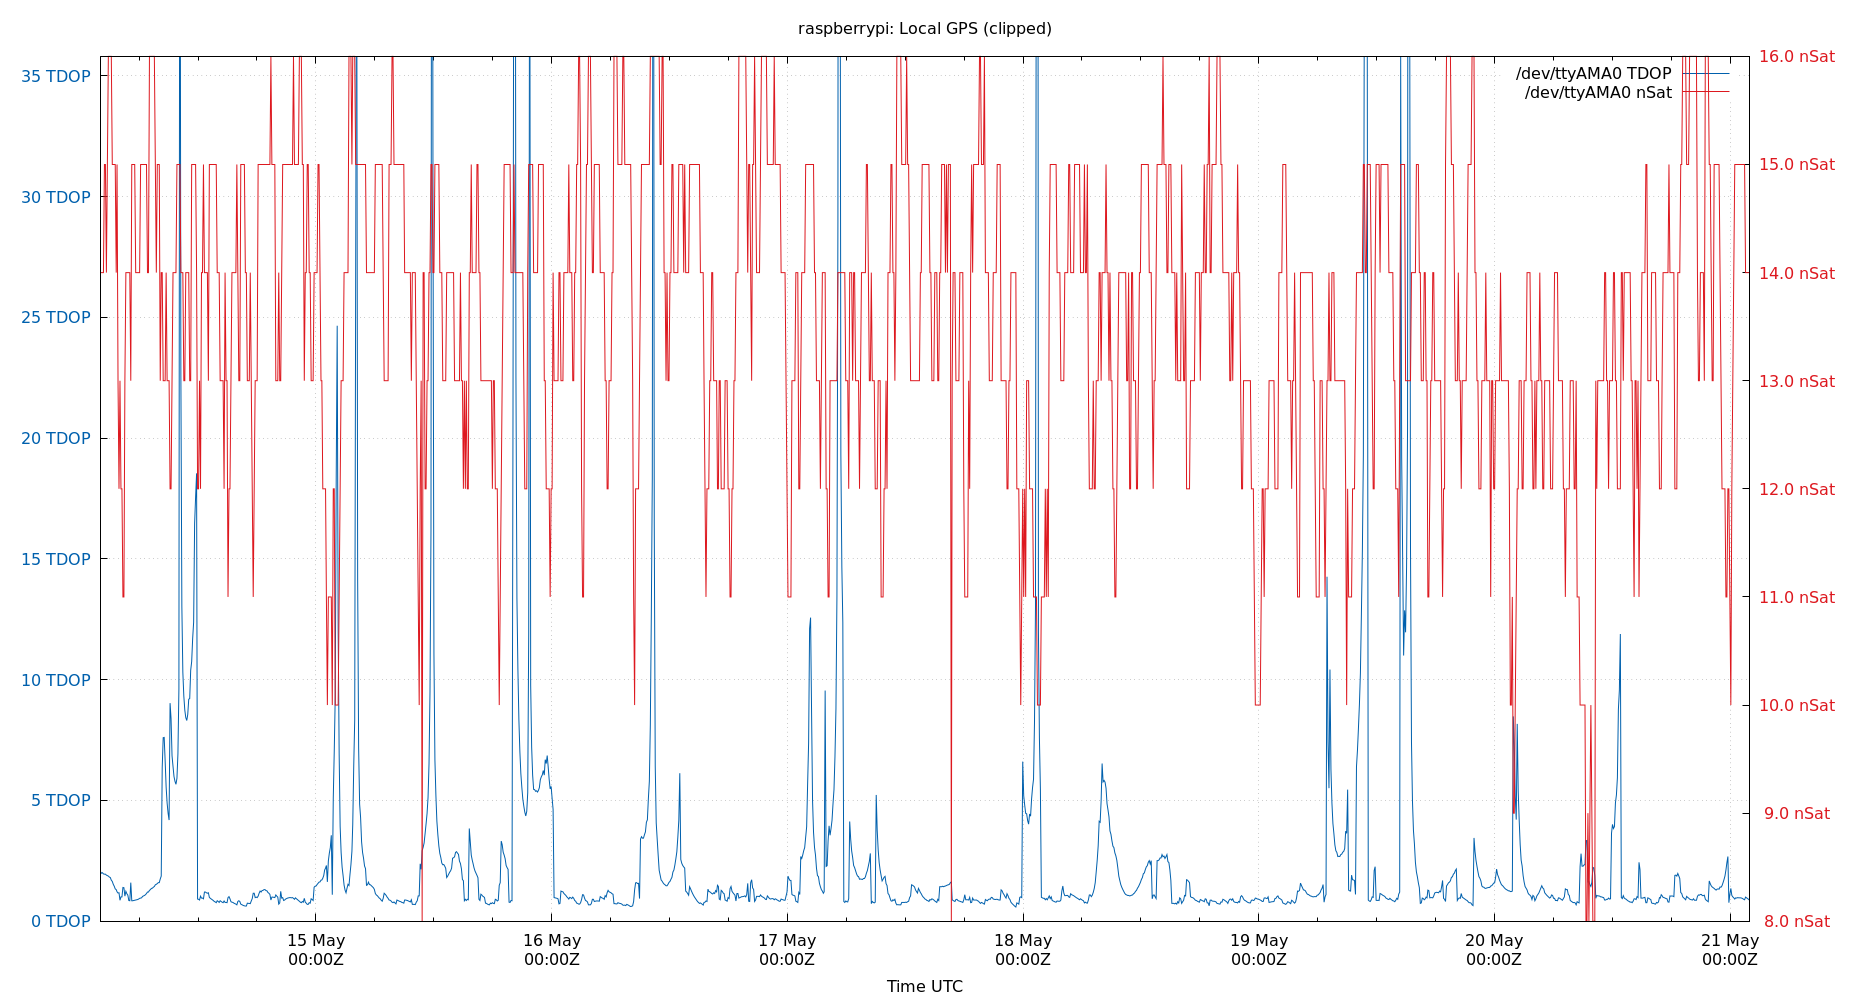 raspberrypi: Local GPS (clipped)
35 TDOP
30 TDOP
25 TDOP
20 TDOP
15 TDOP
10 TDOP
5 TDOP
0 TDOP
/dev/ttyAMA0 TDOP
/dev/ttyAMA0 nSat
16.0 nSat
15.0 nSat
14.0 nSat
13.0 nSat
12.0 nSat
11.0 nSat
10.0 nSat
9.0 nSat
8.0 nSat
15 May
00:00Z
16 May
00:00Z
17 May
00:00Z
18 May
00:00Z
19 May
00:00Z
20 May
00:00Z
21 May
00:00Z
Time UTC